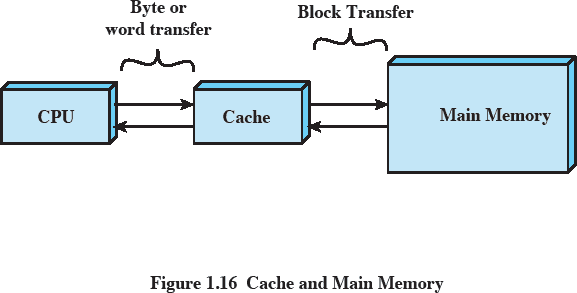 Byte or
word transfer
Block Transfer
CPU
Cache
Main Memory
Figure 1.16 Cache and Main Memory